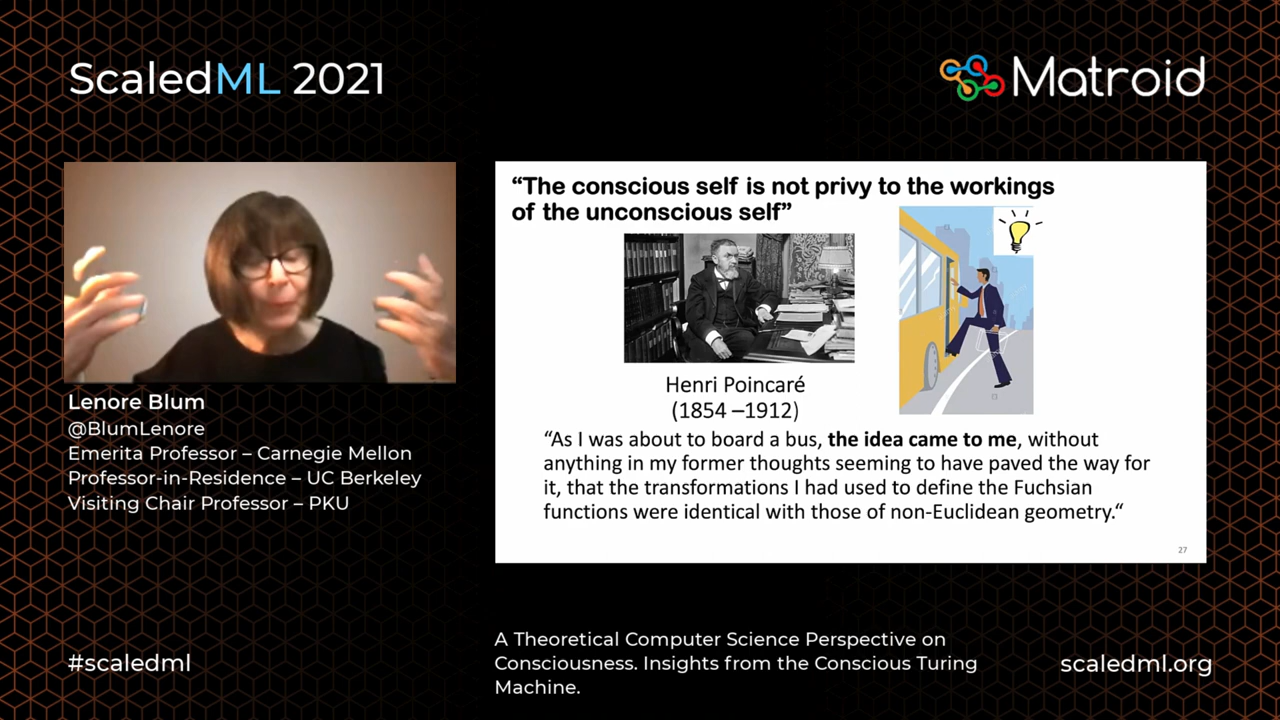 ScaledML 2021
Matroid
“The conscious self is not privy to the workings
of the unconscious self”
Henri Poincaré
(1854 –1912)
“As I was about to board a bus, the idea came to me, without
anything in my former thoughts seeming to have paved the way for
it, that the transformations I had used to define the Fuchsian
functions were identical with those of non-Euclidean geometry.“
27
Lenore Blum
@BlumLenore
Emerita Professor – Carnegie Mellon
Professor-in-Residence – UC Berkeley
Visiting Chair Professor – PKU
#scaledml
A Theoretical Computer Science Perspective on
Consciousness. Insights from the Conscious Turing
Machine.
scaledml.org